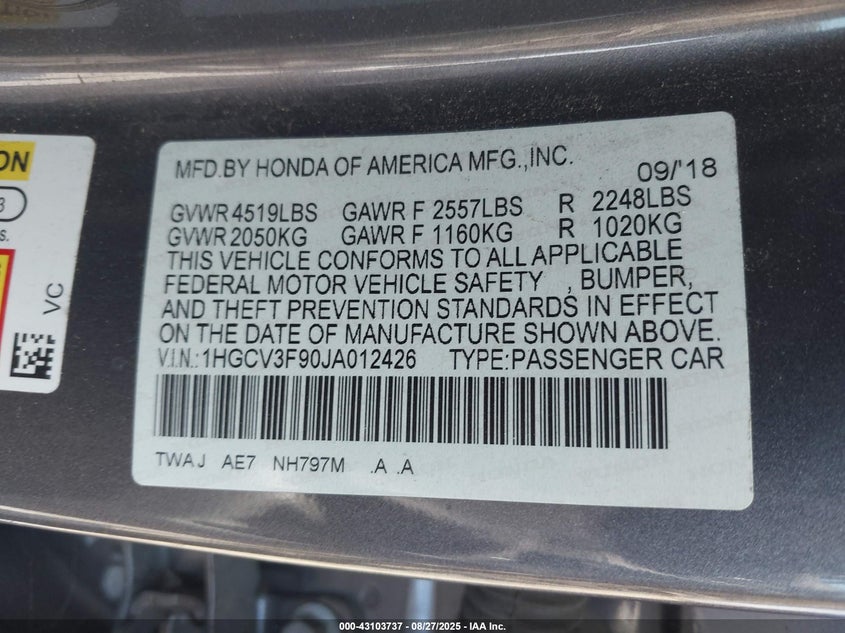 ON
3
S.
VC
MFD.BY HONDA OF AMERICA MFG.,INC. 09/'18
GVWR 4519LBS GAWR F 2557LBS R 2248LBS
GVWR 2050KG GAWR F 1160KG R 1020KG
THIS VEHICLE CONFORMS TO ALL APPLICABLE
FEDERAL MOTOR VEHICLE SAFETY , BUMPER,
AND THEFT PREVENTION STANDARDS IN EFFECT
ON THE DATE OF MANUFACTURE SHOWN ABOVE.
V.I.N.:1HGCV3F90JA012426 TYPE:PASSENGER CAR
TWAJ AE7 NH797M .A .A
000-43103737 - 08/27/2025 - IAA Inc.